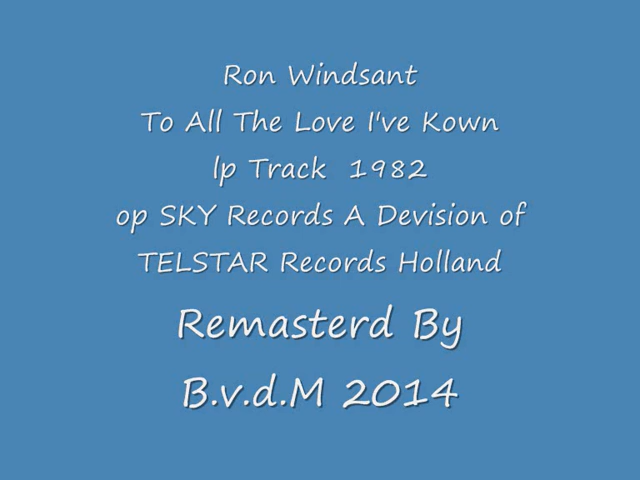 Ron Windsant
To All The Love I've Kown
lp Track 1982
op SKY Records A Devision of
TELSTAR Records Holland
Remasterd By
B.v.d.M 2014